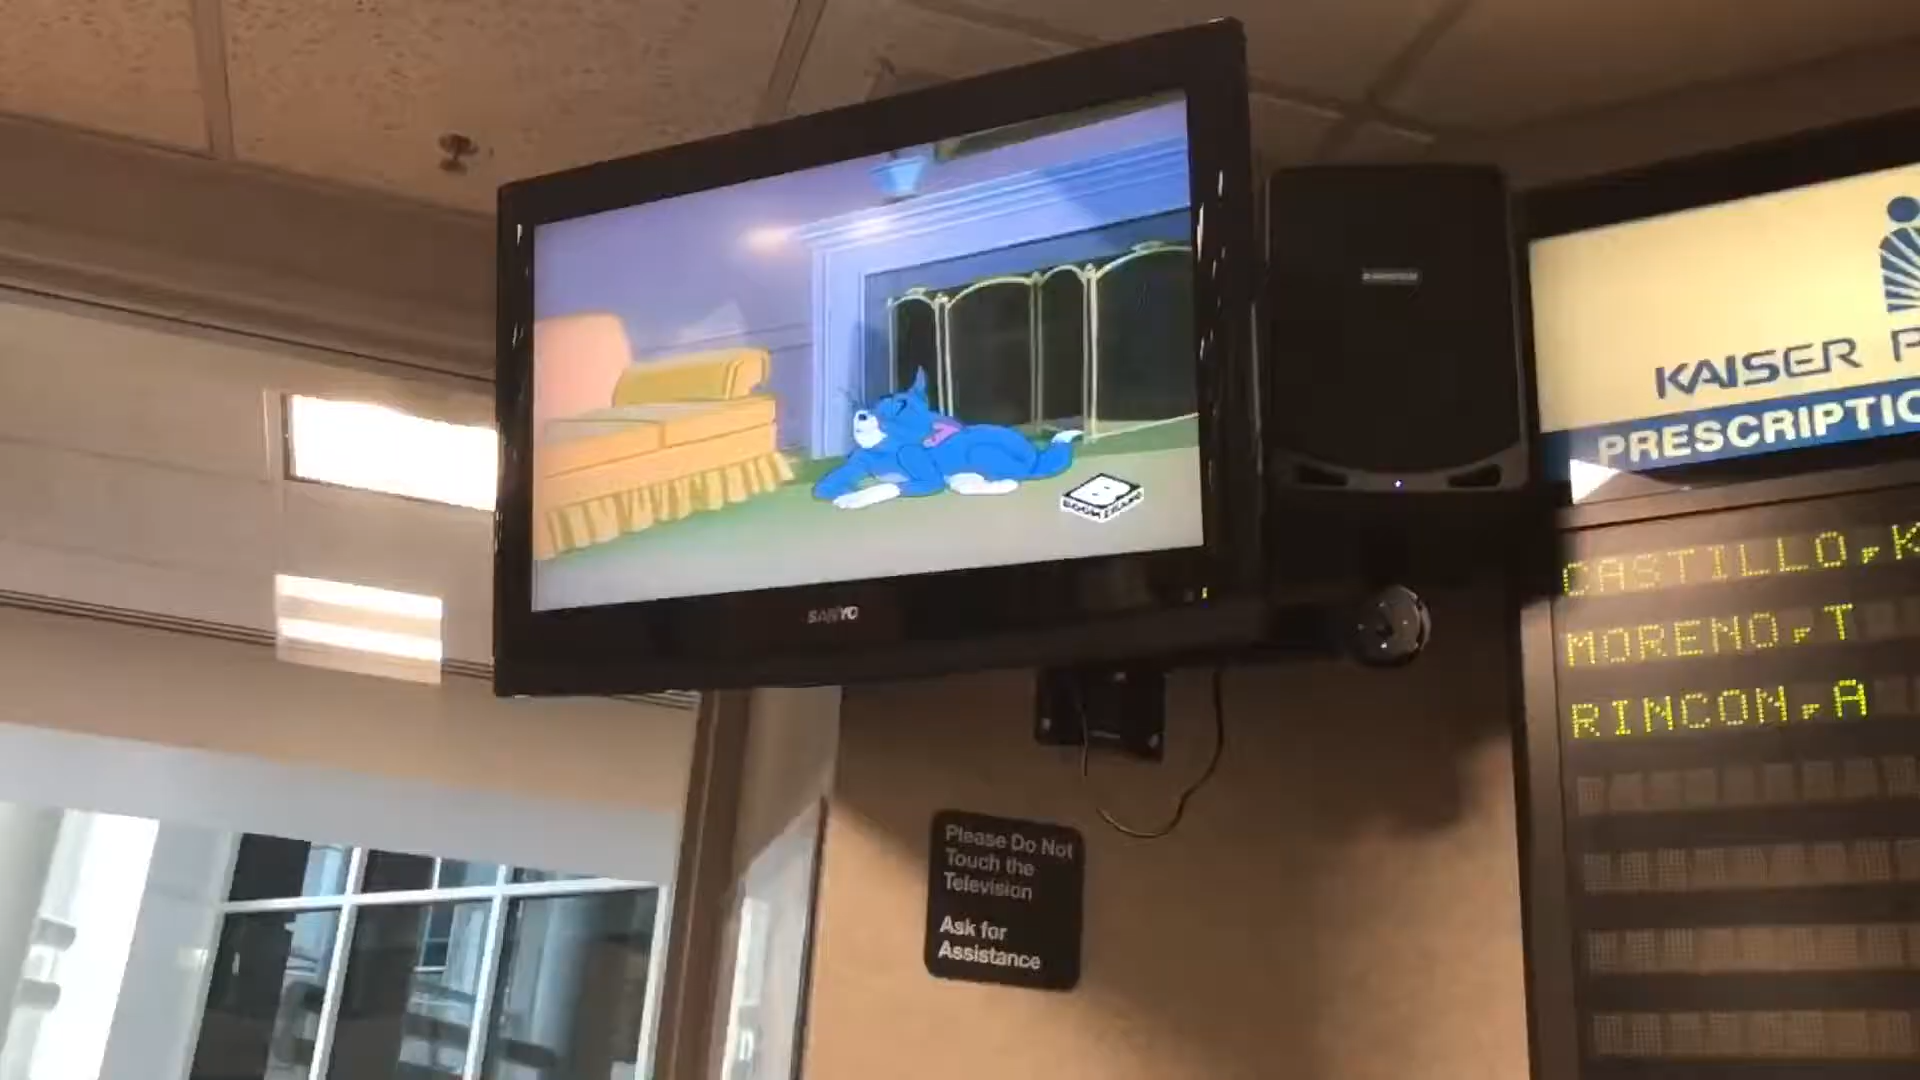 BOOMERANG
SANYO
KAISER P
PRESCRIPTIO
CASTILLO, K
MORENO, T
RINCON, A
Please Do Not
Touch the
Television
Ask for
Assistance